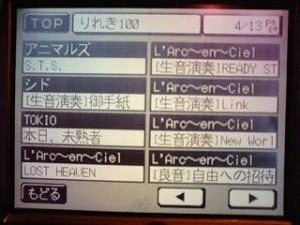 TOP りれき100 4/13 ページ
アニマルズ
S.T.S.
シド
[生音演奏]御手紙
TOKIO
本日、未熟者
L'Arc～en～Ciel
LOST HEAVEN
L'Arc～en～Ciel
[生音演奏]READY ST
L'Arc～en～Ciel
[生音演奏]Link
L'Arc～en～Ciel
[生音演奏]New Worl
L'Arc～en～Ciel
[良音]自由への招待
もどる